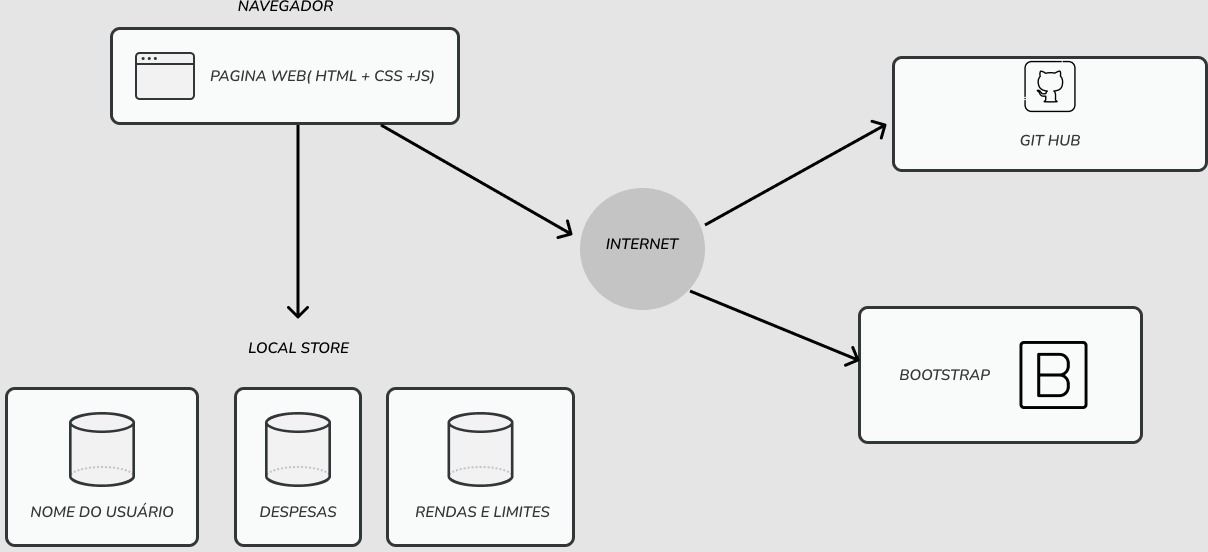 NAVEGADOR
PAGINA WEB( HTML + CSS +JS)
GIT HUB
INTERNET
LOCAL STORE
BOOTSTRAP
B
NOME DO USUÁRIO
DESPESAS
RENDAS E LIMITES